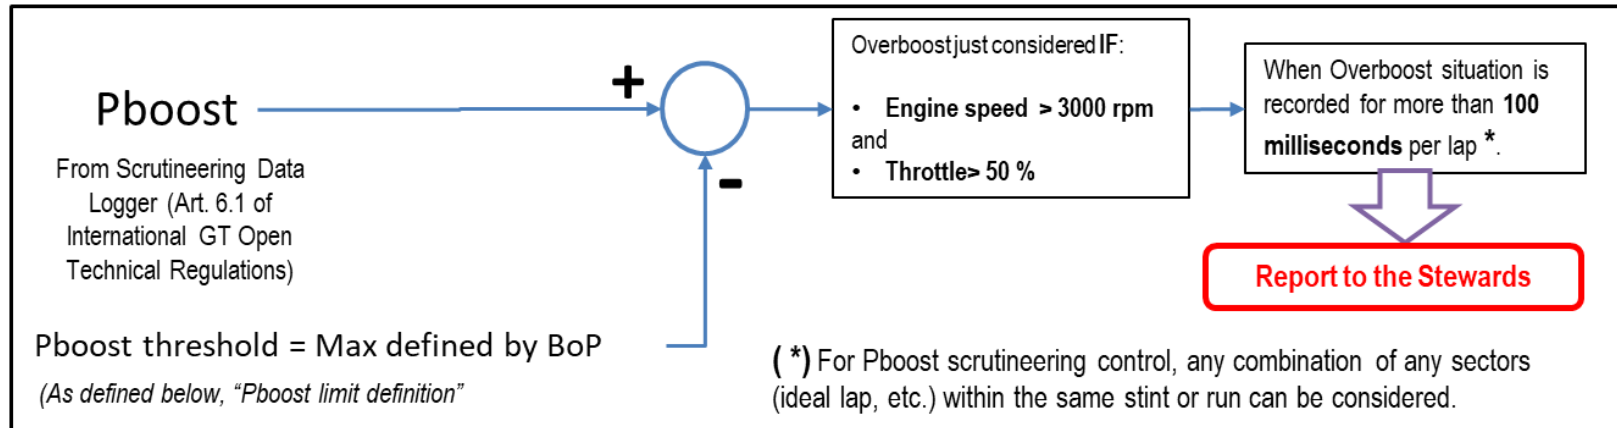 Pboost
From Scrutineering Data
Logger (Art. 6.1 of
International GT Open
Technical Regulations)
+
-
Pboost threshold = Max defined by BoP
(As defined below, “Pboost limit definition”
Overboost just considered IF:
• Engine speed > 3000 rpm
and
• Throttle> 50 %
When Overboost situation is
recorded for more than 100
milliseconds per lap *.
Report to the Stewards
( *) For Pboost scrutineering control, any combination of any sectors
(ideal lap, etc.) within the same stint or run can be considered.